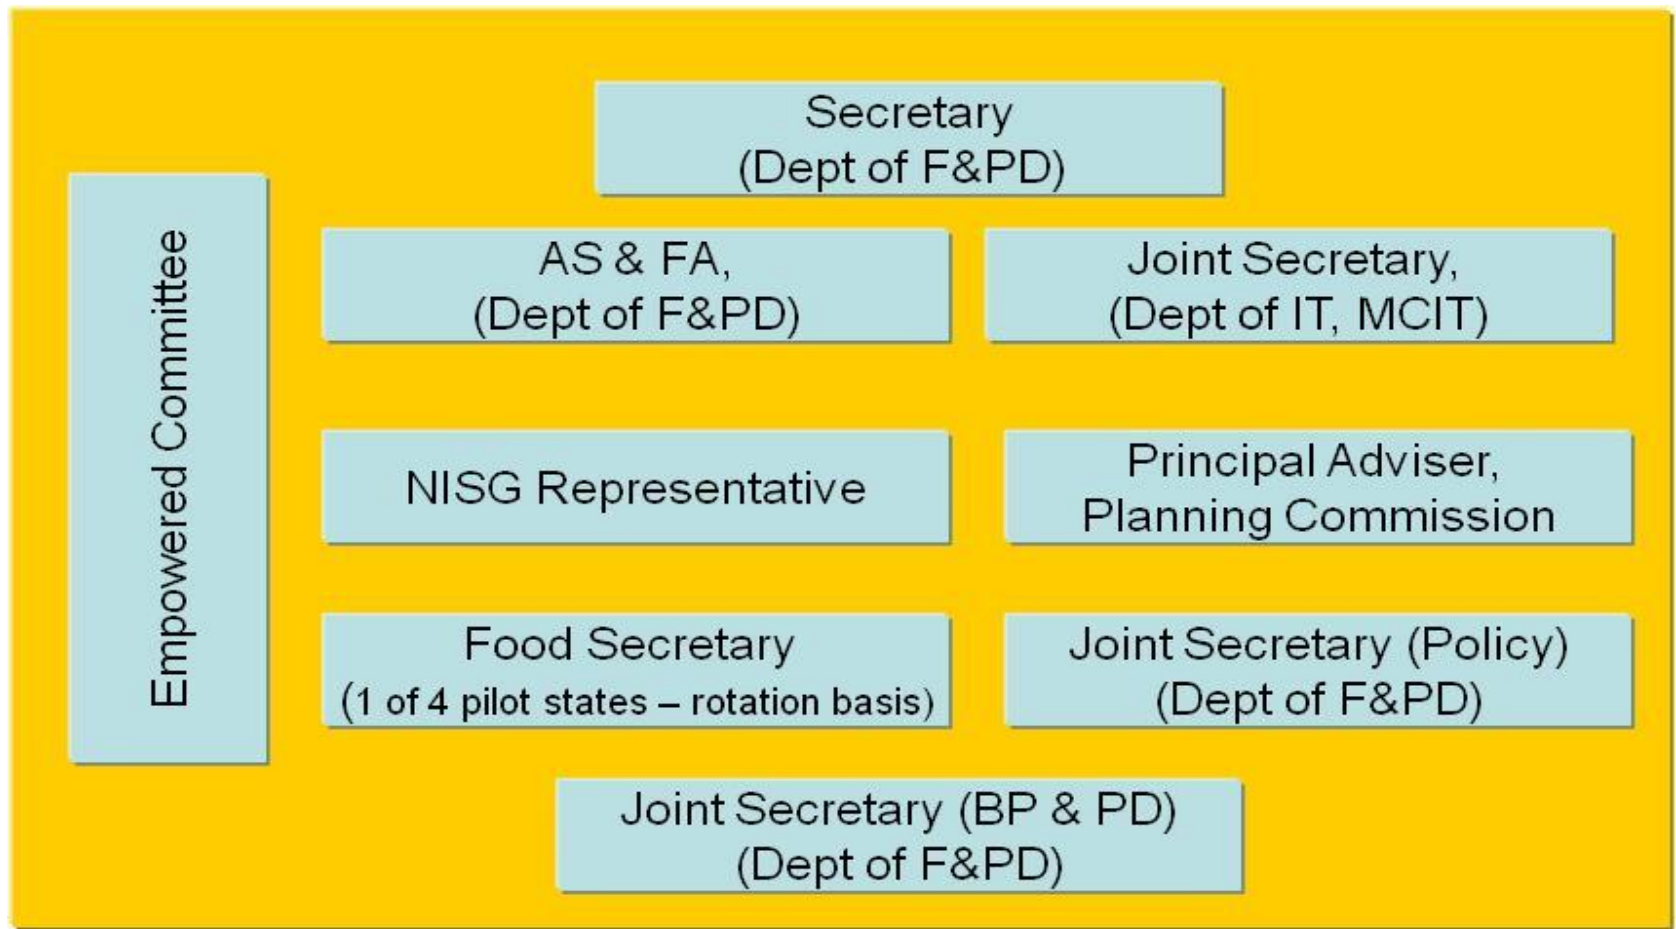 Empowered Committee
Secretary
(Dept of F&PD)
AS & FA,
(Dept of F&PD)
Joint Secretary,
(Dept of IT, MCIT)
NISG Representative
Principal Adviser,
Planning Commission
Food Secretary
(1 of 4 pilot states – rotation basis)
Joint Secretary (Policy)
(Dept of F&PD)
Joint Secretary (BP & PD)
(Dept of F&PD)